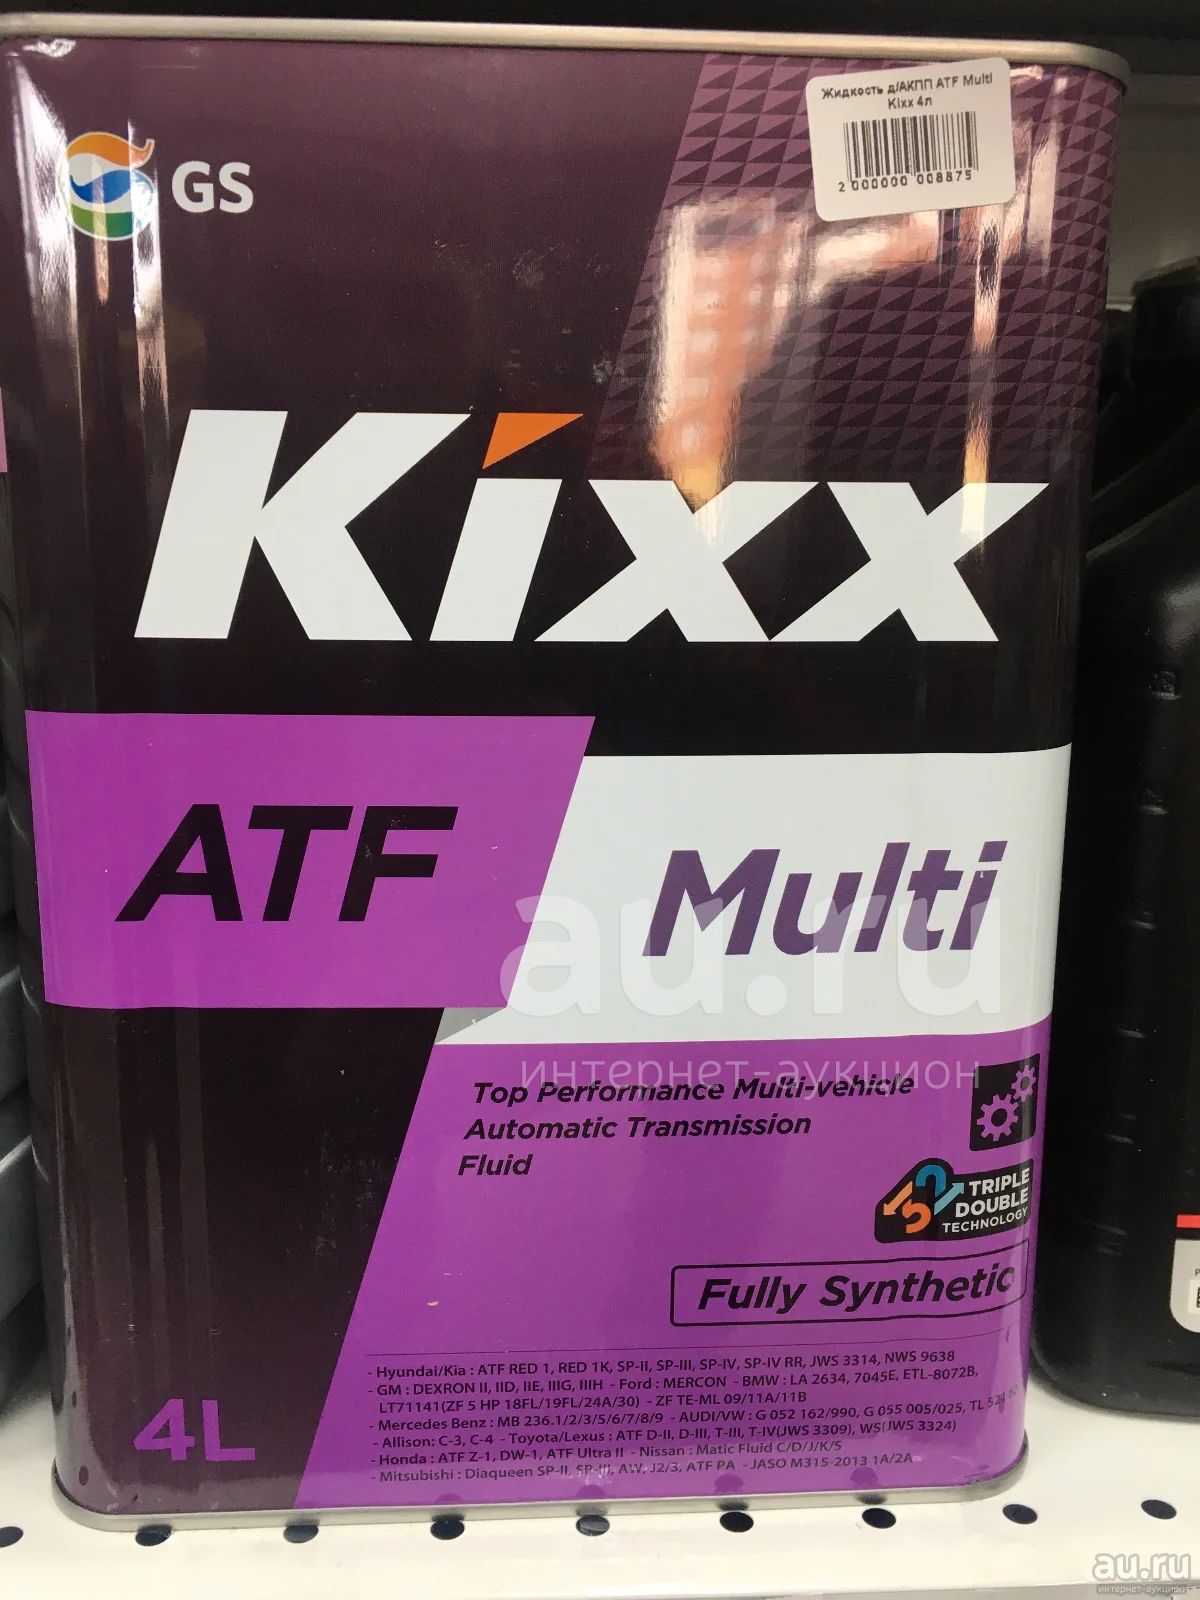 Жидкость д/АКПП ATF Multi
Kixx 4л
2 000000 008875
GS
Kixx
ATF
Multi
au.ru
интернет-аукцион
Top Performance Multi-vehicle
Automatic Transmission
Fluid
TRIPLE
DOUBLE
TECHNOLOGY
Fully Synthetic
- Hyundai/Kia : ATF RED 1, RED 1K, SP-II, SP-III, SP-IV, SP-IV RR, JWS 3314, NWS 9638
- GM : DEXRON II, IID, IIE, IIIG, IIIH - Ford : MERCON - BMW : LA 2634, 7045E, ETL-8072B,
LT71141(ZF 5 HP 18FL/19FL/24A/30) - ZF TE-ML 09/11A/11B
- Mercedes Benz : MB 236.1/2/3/5/6/7/8/9 - AUDI/VW : G 052 162/990, G 055 005/025, TL
- Allison: C-3, C-4 - Toyota/Lexus : ATF D-II, D-III, T-III, T-IV(JWS 3309), WS(JWS 3324)
- Honda : ATF Z-1, DW-1, ATF Ultra II - Nissan : Matic Fluid C/D/J/K/S
- Mitsubishi : Diaqueen SP-II, SP-III, AW, J2/3, ATF PA - JASO M315-2013 1A/2A
4L
au.ru
интернет-аукцион